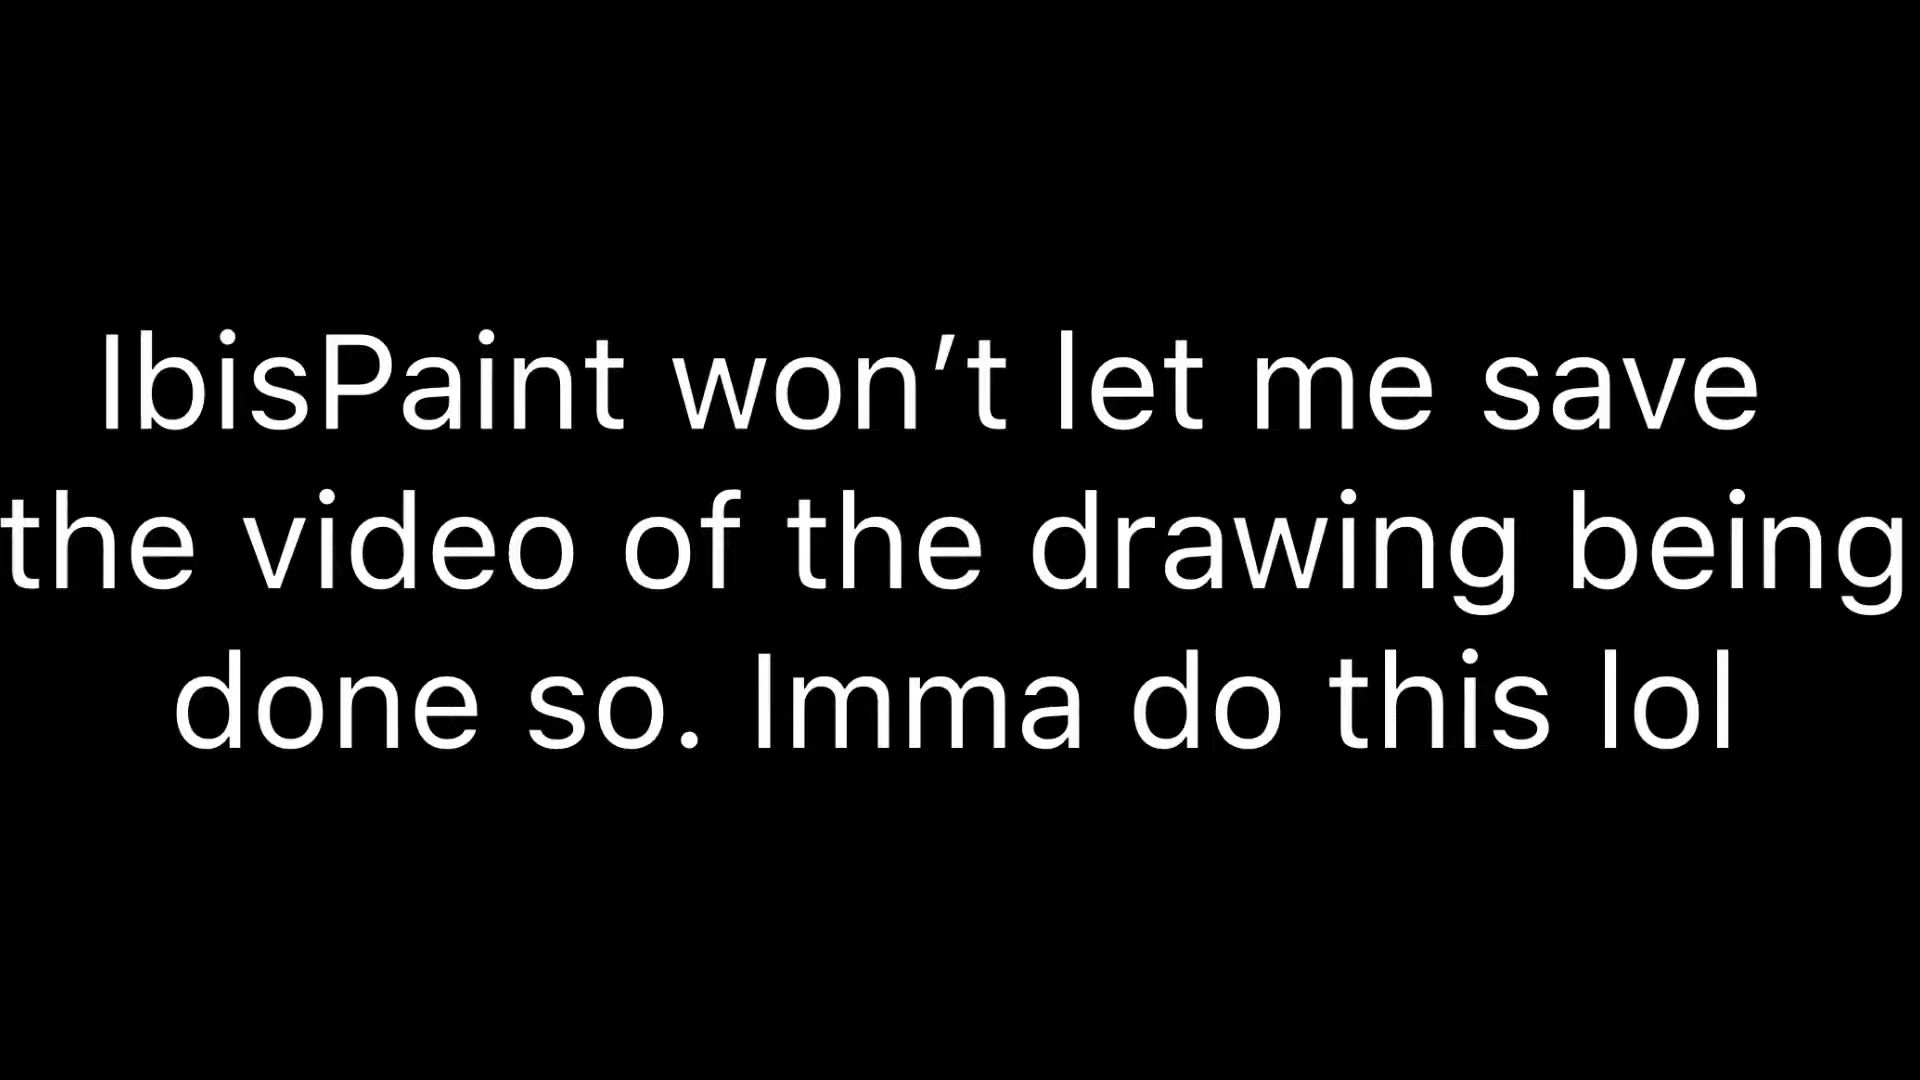 IbisPaint won’t let me save
the video of the drawing being
done so. Imma do this lol